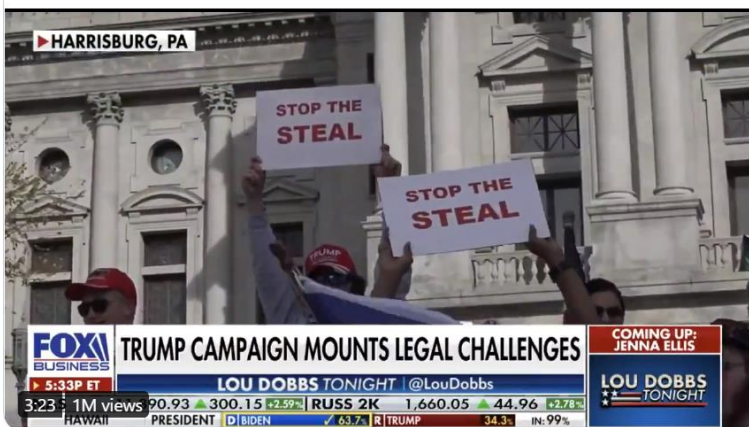 HARRISBURG, PA
STOP THE
STEAL
STOP THE
STEAL
TRUMP
FOX
BUSINESS
TRUMP CAMPAIGN MOUNTS LEGAL CHALLENGES
COMING UP:
JENNA ELLIS
5:33P ET
LOU DOBBS TONIGHT | @LouDobbs
LOU DOBBS
TONIGHT
3:23 1M views
390.93 ▲ 300.15 +2.59% RUSS 2K 1,660.05 ▲ 44.96 +2.78%
HAWAII PRESIDENT D BIDEN ✓ 63.7% R TRUMP 34.3% IN: 99%